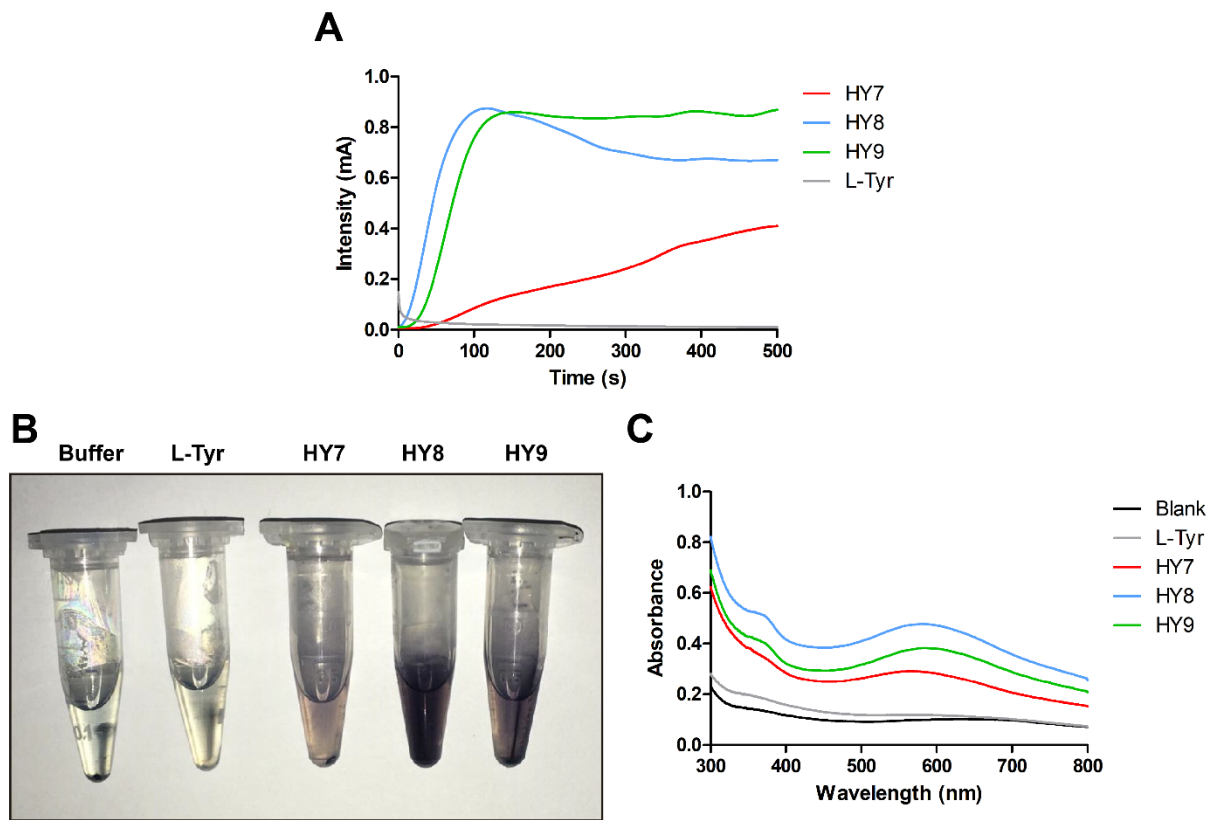 A
Intensity (mA)
1.0
0.8
0.6
0.4
0.2
0.0
0 100 200 300 400 500
Time (s)
HY7
HY8
HY9
L-Tyr
B
Buffer L-Tyr HY7 HY8 HY9
0.1
C
Absorbance
1.0
0.8
0.6
0.4
0.2
0.0
300 400 500 600 700 800
Wavelength (nm)
Blank
L-Tyr
HY7
HY8
HY9